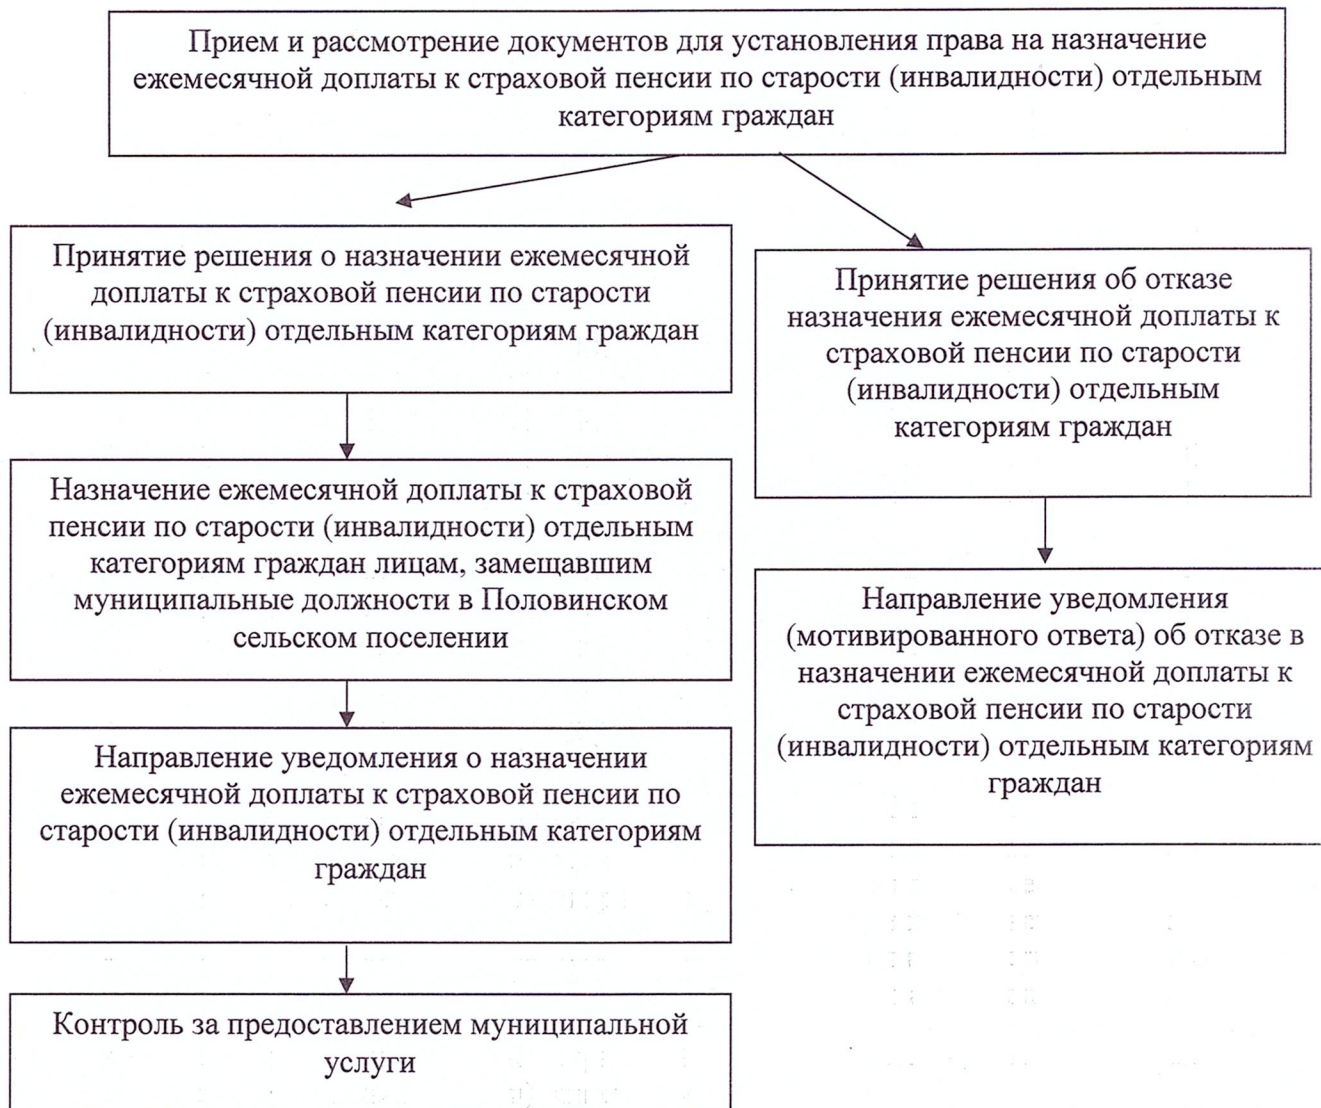 Прием и рассмотрение документов для установления права на назначение
ежемесячной доплаты к страховой пенсии по старости (инвалидности) отдельным
категориям граждан
Принятие решения о назначении ежемесячной
доплаты к страховой пенсии по старости
(инвалидности) отдельным категориям граждан
Назначение ежемесячной доплаты к страховой
пенсии по старости (инвалидности) отдельным
категориям граждан лицам, замещавшим
муниципальные должности в Половинском
сельском поселении
Направление уведомления о назначении
ежемесячной доплаты к страховой пенсии по
старости (инвалидности) отдельным категориям
граждан
Контроль за предоставлением муниципальной
услуги
Принятие решения об отказе
назначения ежемесячной доплаты к
страховой пенсии по старости
(инвалидности) отдельным
категориям граждан
Направление уведомления
(мотивированного ответа) об отказе в
назначении ежемесячной доплаты к
страховой пенсии по старости
(инвалидности) отдельным категориям
граждан